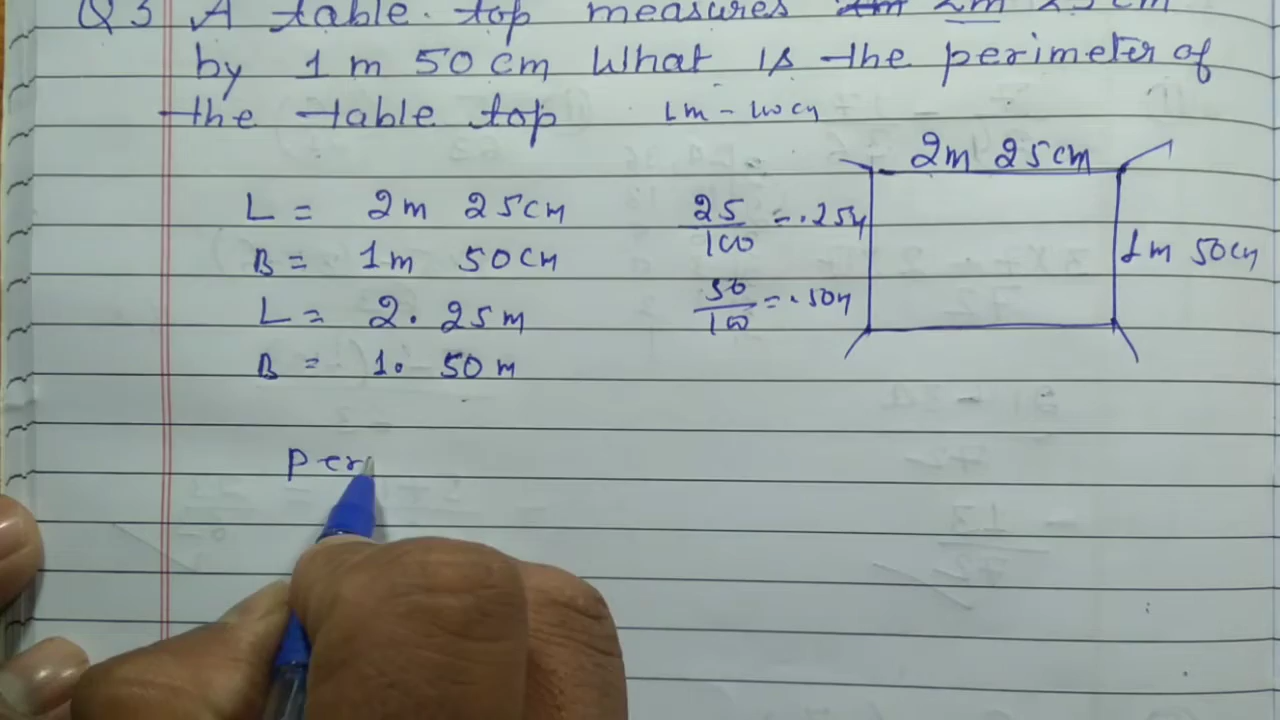 Q3 A table top measures 2m 25cm
by 1 m 50 cm What is the perimeter of
the table top 1m - 100 cm
2m 25cm
L = 2m 25cm
25/100 = .25m
B = 1m 50cm
1m 50cm
L = 2.25m
50/100 = .50m
B = 1.50m
Per